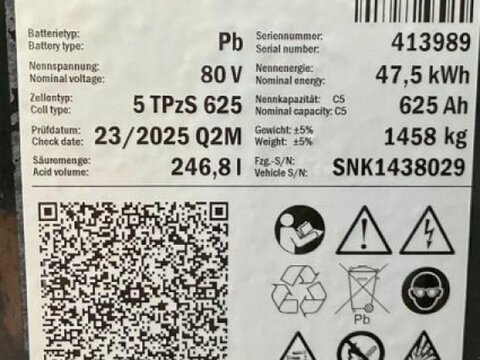 Batterietyp: Pb Seriennummer: 413989
Battery type: Serial number:
Nennspannung: 80 V Nennenergie: 47,5 kWh
Nominal voltage: Nominal energy:
Zellentyp: 5 TPzS 625 Nennkapazität: C5 625 Ah
Cell type: Nominal capacity: C5
Prüfdatum: 23/2025 Q2M Gewicht: ±5% 1458 kg
Check date: Weight: ±5%
Säuremenge: 246,8 l Fzg.-S/N: SNK1438029
Acid volume: Vehicle S/N:
Pb